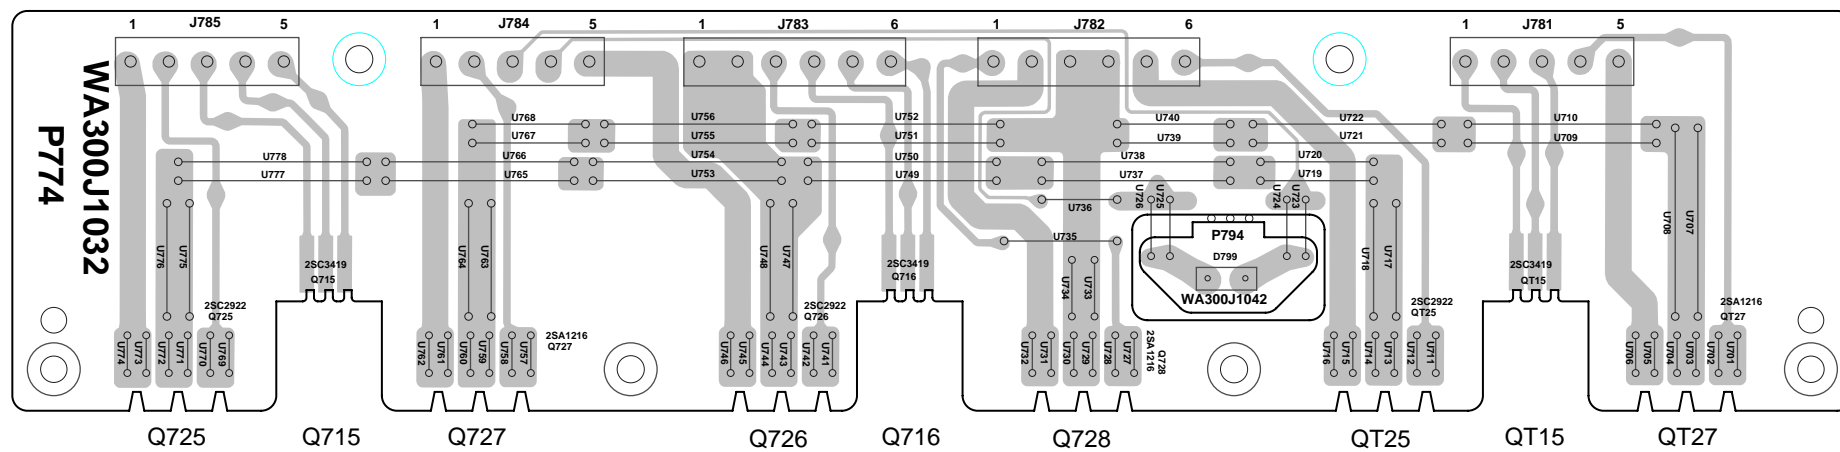 1 J785 5 1 J784 5 1 J783 6 1 J782 6 1 J781 5
WA300J1032
P774
U768 U756 U752 U740 U722 U710
U767 U755 U751 U739 U721 U709
U778 U766 U754 U750 U738 U720
U777 U765 U753 U749 U737 U719
U736
U726 U725 U724 U723
U735
U776 U775 U764 U763 U748 U747 U734 U733 U718 U717 U708 U707
P794
D799
WA300J1042
2SC3419
Q715
2SC3419
Q716
2SC3419
QT15
2SC2922
Q725
2SA1216
Q727
2SC2922
Q726
2SA1216
Q728
2SC2922
QT25
2SA1216
QT27
U774 U773 U772 U771 U770 U769 U762 U761 U760 U759 U758 U757 U746 U745 U744 U743 U742 U741 U732 U731 U730 U729 U728 U727 U716 U715 U714 U713 U712 U711 U706 U705 U704 U703 U702 U701
Q725 Q715 Q727 Q726 Q716 Q728 QT25 QT15 QT27